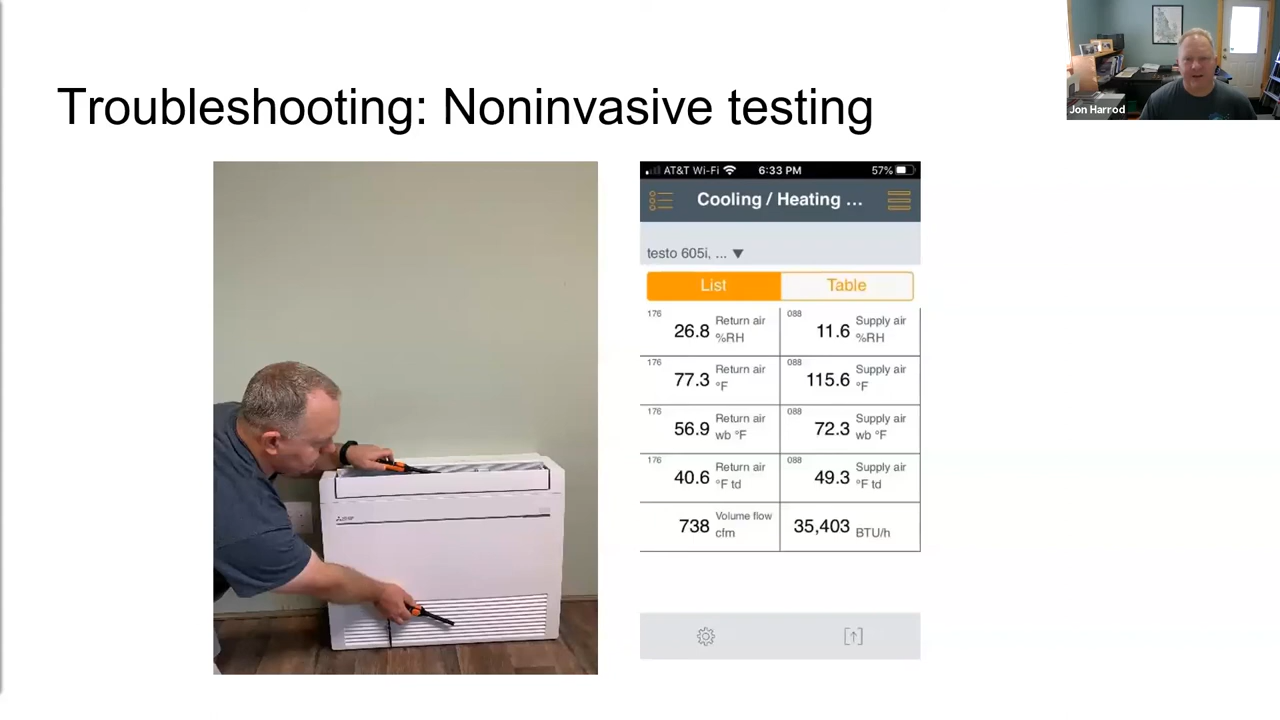 Troubleshooting: Noninvasive testing
Jon Harrod
AT&T Wi-Fi 6:33 PM 57%
Cooling / Heating ...
testo 605i, ... ▼
List Table
176 26.8 Return air %RH 088 11.6 Supply air %RH
176 77.3 Return air °F 088 115.6 Supply air °F
176 56.9 Return air wb °F 088 72.3 Supply air wb °F
176 40.6 Return air °F td 088 49.3 Supply air °F td
738 Volume flow cfm 35,403 BTU/h